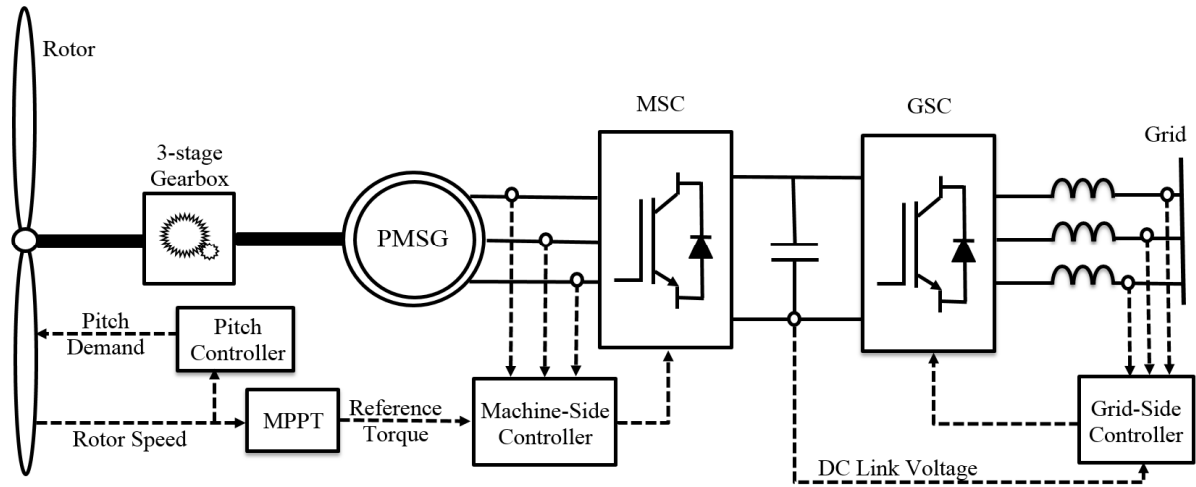 Rotor
MSC
GSC
Grid
3-stage
Gearbox
PMSG
Pitch
Demand
Pitch
Controller
Rotor Speed
MPPT
Reference
Torque
Machine-Side
Controller
Grid-Side
Controller
DC Link Voltage